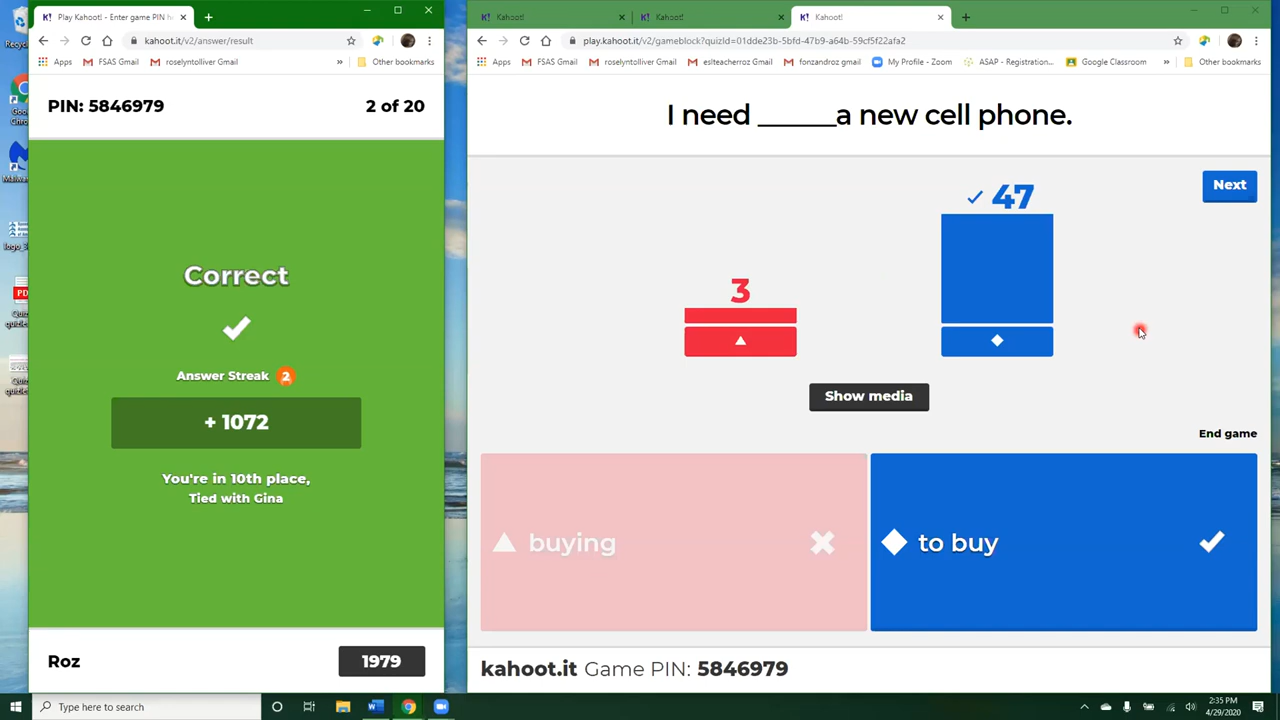 Play Kahoot! - Enter game PIN h
kahoot.it/v2/answer/result
Apps
FSAS Gmail
roselyntolliver Gmail
»
Other bookmarks
PIN: 5846979
2 of 20
Correct
Answer Streak 2
+ 1072
You're in 10th place,
Tied with Gina
Roz
1979
Kahoot!
Kahoot!
Kahoot!
play.kahoot.it/v2/gameblock?quizId=01dde23b-5bfd-47b9-a64b-59cf5f22afa2
Apps
FSAS Gmail
roselyntolliver Gmail
eslteacherroz Gmail
fonzandroz gmail
My Profile - Zoom
ASAP - Registration...
Google Classroom
»
Other bookmarks
I need ______a new cell phone.
Next
3
47
Show media
End game
buying
to buy
kahoot.it Game PIN: 5846979
Type here to search
2:35 PM
4/29/2020